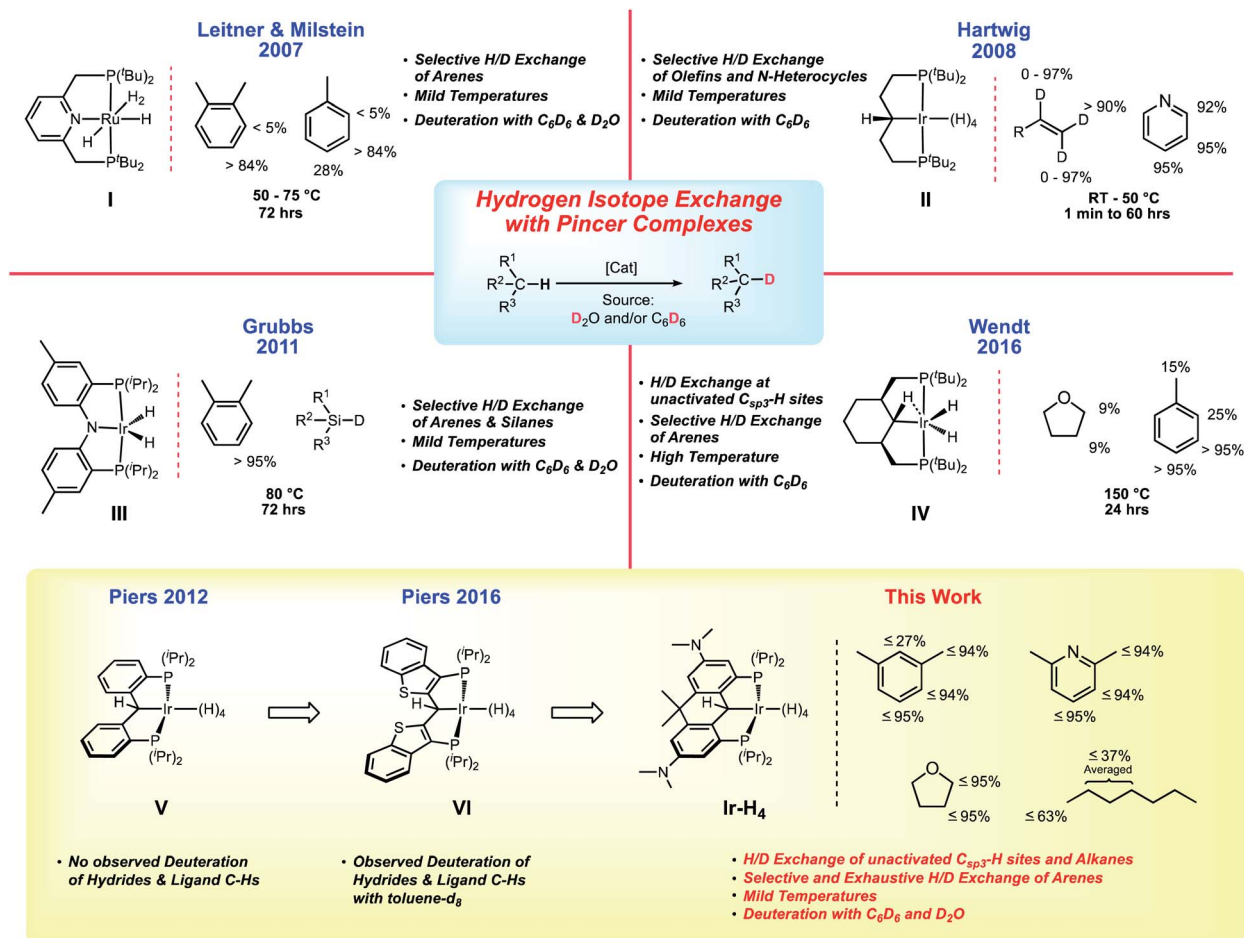 Leitner & Milstein
2007
P(ᵗBu)₂
H₂
N
Ru
H
H
PᵗBu₂
I
< 5%
> 84%
< 5%
> 84%
28%
50 - 75 °C
72 hrs
• Selective H/D Exchange
of Arenes
• Mild Temperatures
• Deuteration with C₆D₆ & D₂O
• Selective H/D Exchange
of Olefins and N-Heterocycles
• Mild Temperatures
• Deuteration with C₆D₆
Hartwig
2008
P(ᵗBu)₂
H
Ir
(H)₄
P(ᵗBu)₂
II
0 - 97%
D
> 90%
R
D
D
0 - 97%
N
92%
95%
95%
RT - 50 °C
1 min to 60 hrs
Hydrogen Isotope Exchange
with Pincer Complexes
R¹
R²
C
H
R³
[Cat]
Source:
D₂O and/or C₆D₆
R¹
R²
C
D
R³
Grubbs
2011
P(ⁱPr)₂
H
N
Ir
H
P(ⁱPr)₂
III
> 95%
R¹
R²
Si
D
R³
80 °C
72 hrs
• Selective H/D Exchange
of Arenes & Silanes
• Mild Temperatures
• Deuteration with C₆D₆ & D₂O
• H/D Exchange at
unactivated Csp3-H sites
• Selective H/D Exchange
of Arenes
• High Temperature
• Deuteration with C₆D₆
Wendt
2016
P(ᵗBu)₂
H
H
Ir
H
P(ᵗBu)₂
IV
O
9%
9%
15%
25%
> 95%
> 95%
150 °C
24 hrs
Piers 2012
(ⁱPr)₂
P
H
Ir
(H)₄
P
(ⁱPr)₂
V
• No observed Deuteration
of Hydrides & Ligand C-Hs
Piers 2016
(ⁱPr)₂
P
S
H
Ir
(H)₄
S
P
(ⁱPr)₂
VI
• Observed Deuteration of
Hydrides & Ligand C-Hs
with toluene-d₈
This Work
N
(ⁱPr)₂
P
H
Ir
(H)₄
P
(ⁱPr)₂
N
Ir-H₄
≤ 27%
≤ 94%
≤ 94%
≤ 95%
N
≤ 94%
≤ 94%
≤ 95%
O
≤ 95%
≤ 95%
≤ 37%
Averaged
≤ 63%
• H/D Exchange of unactivated Csp3-H sites and Alkanes
• Selective and Exhaustive H/D Exchange of Arenes
• Mild Temperatures
• Deuteration with C₆D₆ and D₂O